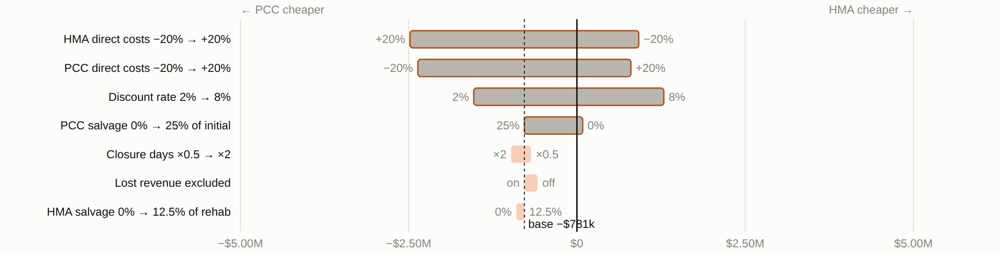 ← PCC cheaper HMA cheaper →
HMA direct costs −20% → +20% +20% −20%
PCC direct costs −20% → +20% −20% +20%
Discount rate 2% → 8% 2% 8%
PCC salvage 0% → 25% of initial 25% 0%
Closure days ×0.5 → ×2 ×2 ×0.5
Lost revenue excluded on off
HMA salvage 0% → 12.5% of rehab 0% 12.5%
base −$781k
−$5.00M −$2.50M $0 $2.50M $5.00M